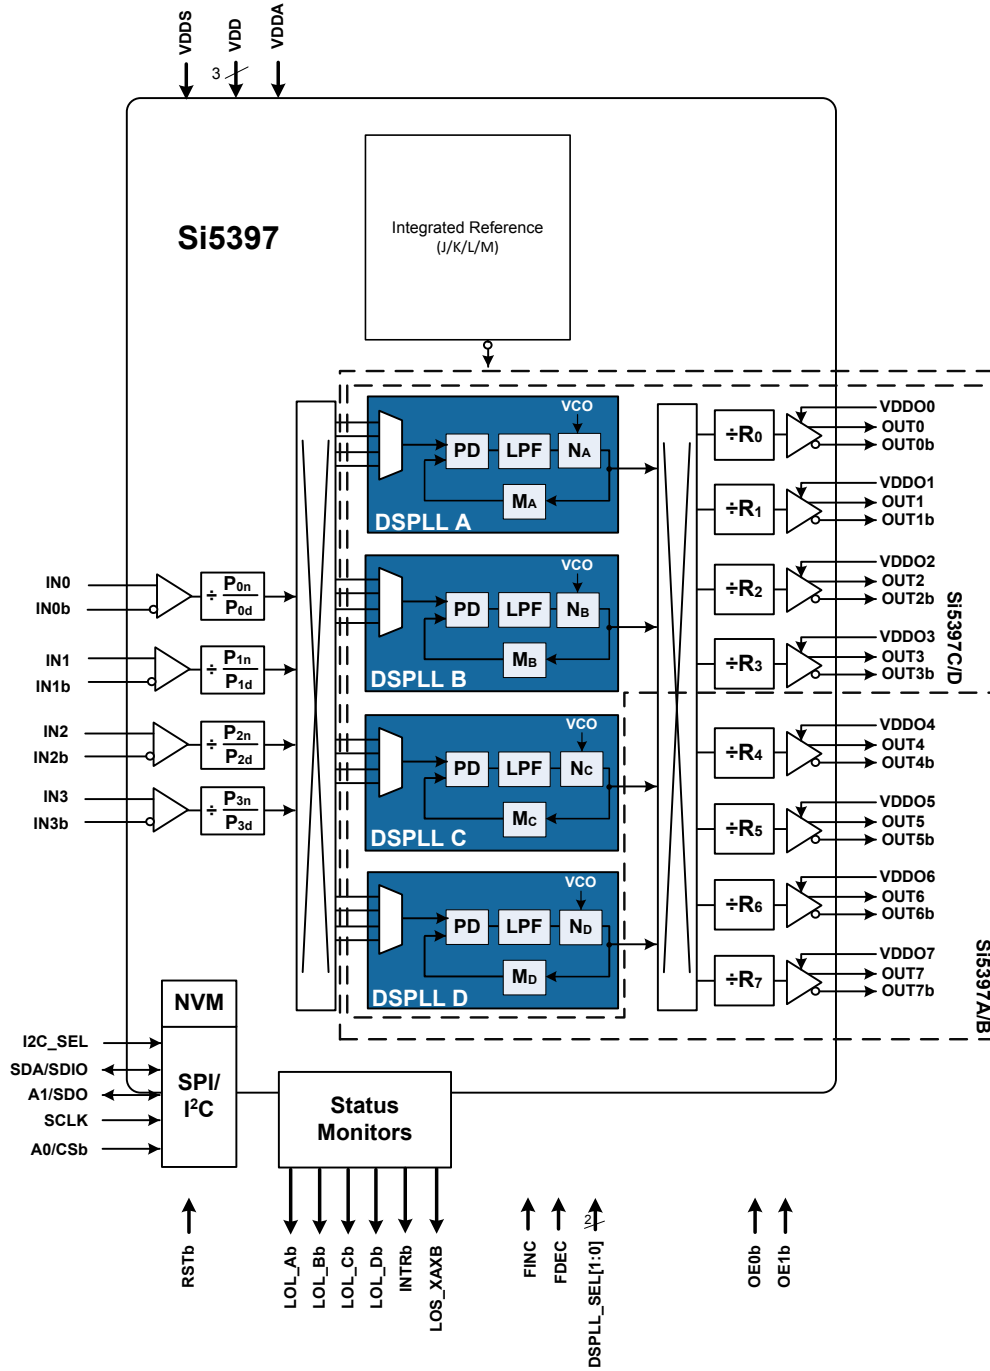 VDDS
VDD
VDDA
3
Si5397
Integrated Reference
(J/K/L/M)
VCO
PD
LPF
NA
MA
DSPLL A
VCO
PD
LPF
NB
MB
DSPLL B
VCO
PD
LPF
NC
MC
DSPLL C
VCO
PD
LPF
ND
MD
DSPLL D
IN0
IN0b
÷ P0n
P0d
IN1
IN1b
÷ P1n
P1d
IN2
IN2b
÷ P2n
P2d
IN3
IN3b
÷ P3n
P3d
÷R0
VDDO0
OUT0
OUT0b
÷R1
VDDO1
OUT1
OUT1b
÷R2
VDDO2
OUT2
OUT2b
÷R3
VDDO3
OUT3
OUT3b
Si5397C/D
÷R4
VDDO4
OUT4
OUT4b
÷R5
VDDO5
OUT5
OUT5b
÷R6
VDDO6
OUT6
OUT6b
÷R7
VDDO7
OUT7
OUT7b
Si5397A/B
NVM
SPI/
I²C
I2C_SEL
SDA/SDIO
A1/SDO
SCLK
A0/CSb
Status
Monitors
RSTb
LOL_Ab
LOL_Bb
LOL_Cb
LOL_Db
INTRb
LOS_XAXB
FINC
FDEC
2
DSPLL_SEL[1:0]
OE0b
OE1b